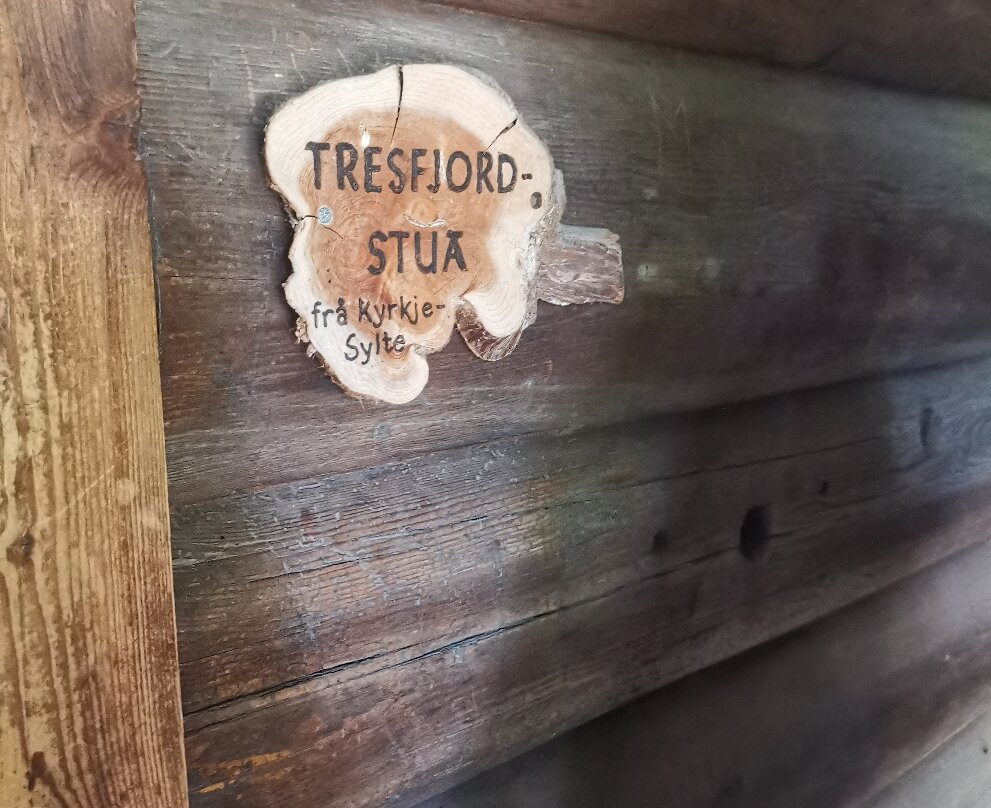 TRESFJORD-
STUA
frå Kyrkje-
Sylte